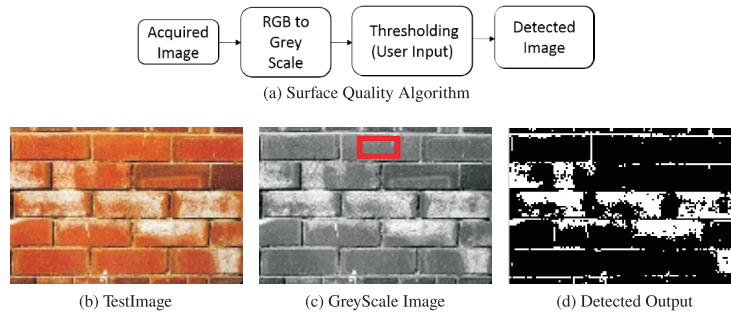 Acquired
Image
RGB to
Grey
Scale
Thresholding
(User Input)
Detected
Image
(a) Surface Quality Algorithm
(b) TestImage
(c) GreyScale Image
(d) Detected Output